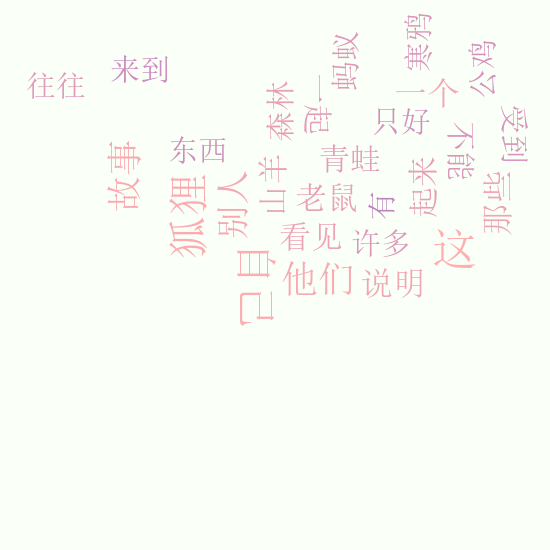 往往
来到
蚂蚁
寒鸦
公鸡
一个
森林
一起
只好
受到
不能
东西
故事
青蛙
山羊
老鼠
有
起来
那些
狐狸
别人
看见
许多
这
自己
他们
说明